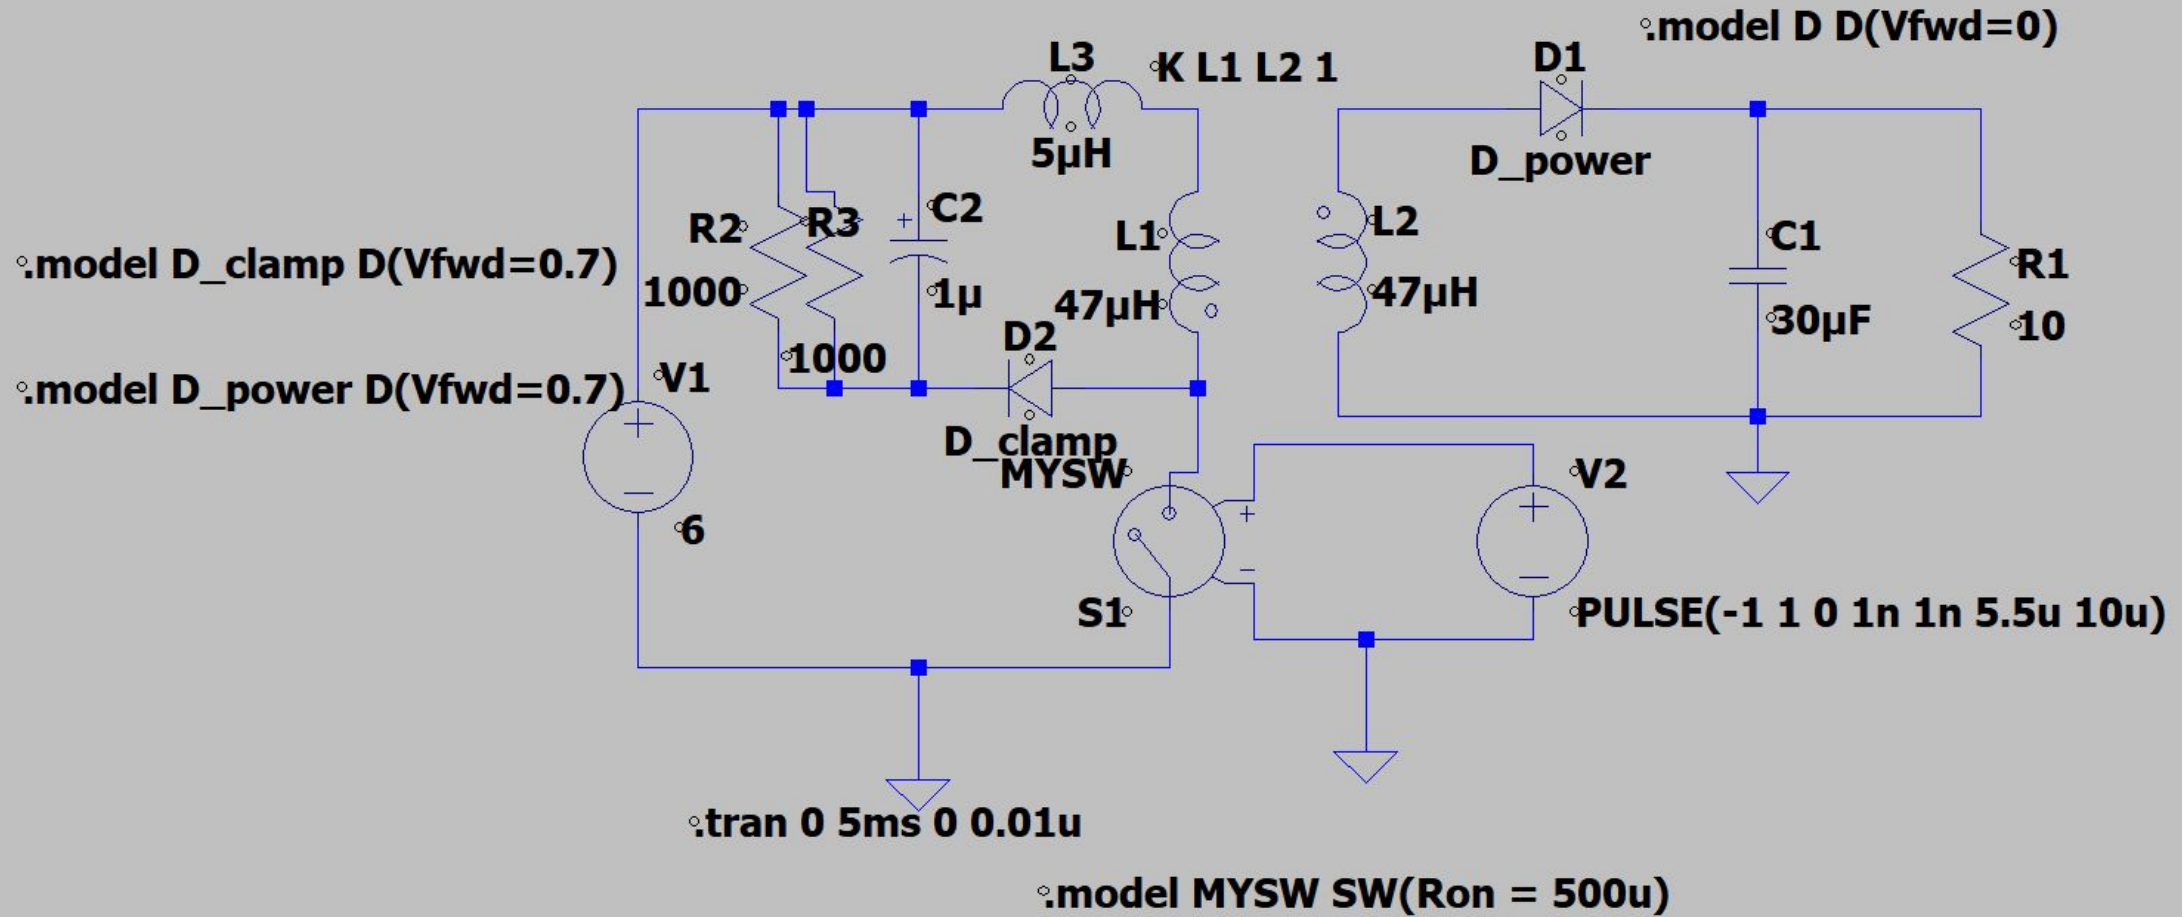 .model D D(Vfwd=0)
L3
K L1 L2 1
D1
5µH
D_power
R2
R3
+
C2
L1
L2
C1
R1
.model D_clamp D(Vfwd=0.7)
1000
1µ
47µH
47µH
30µF
10
D2
1000
V1
.model D_power D(Vfwd=0.7)
+
D_clamp
MYSW
V2
+
+
−
6
−
−
S1
PULSE(-1 1 0 1n 1n 5.5u 10u)
.tran 0 5ms 0 0.01u
.model MYSW SW(Ron = 500u)